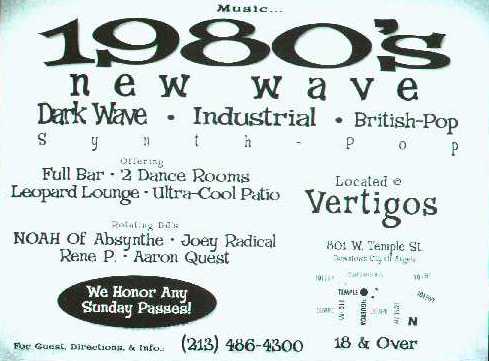 Music...
1980's
new wave
Dark Wave • Industrial • British-Pop
Synth-Pop
Offering
Full Bar • 2 Dance Rooms
Leopard Lounge • Ultra-Cool Patio
Rotating DJs
NOAH Of Absynthe • Joey Radical
Rene P. • Aaron Quest
Located @
Vertigos
801 W. Temple St.
Downtown City of Angels
We Honor Any
Sunday Passes!
TEMPLE
N
For Guest, Directions, & Info..
(213) 486-4300
18 & Over